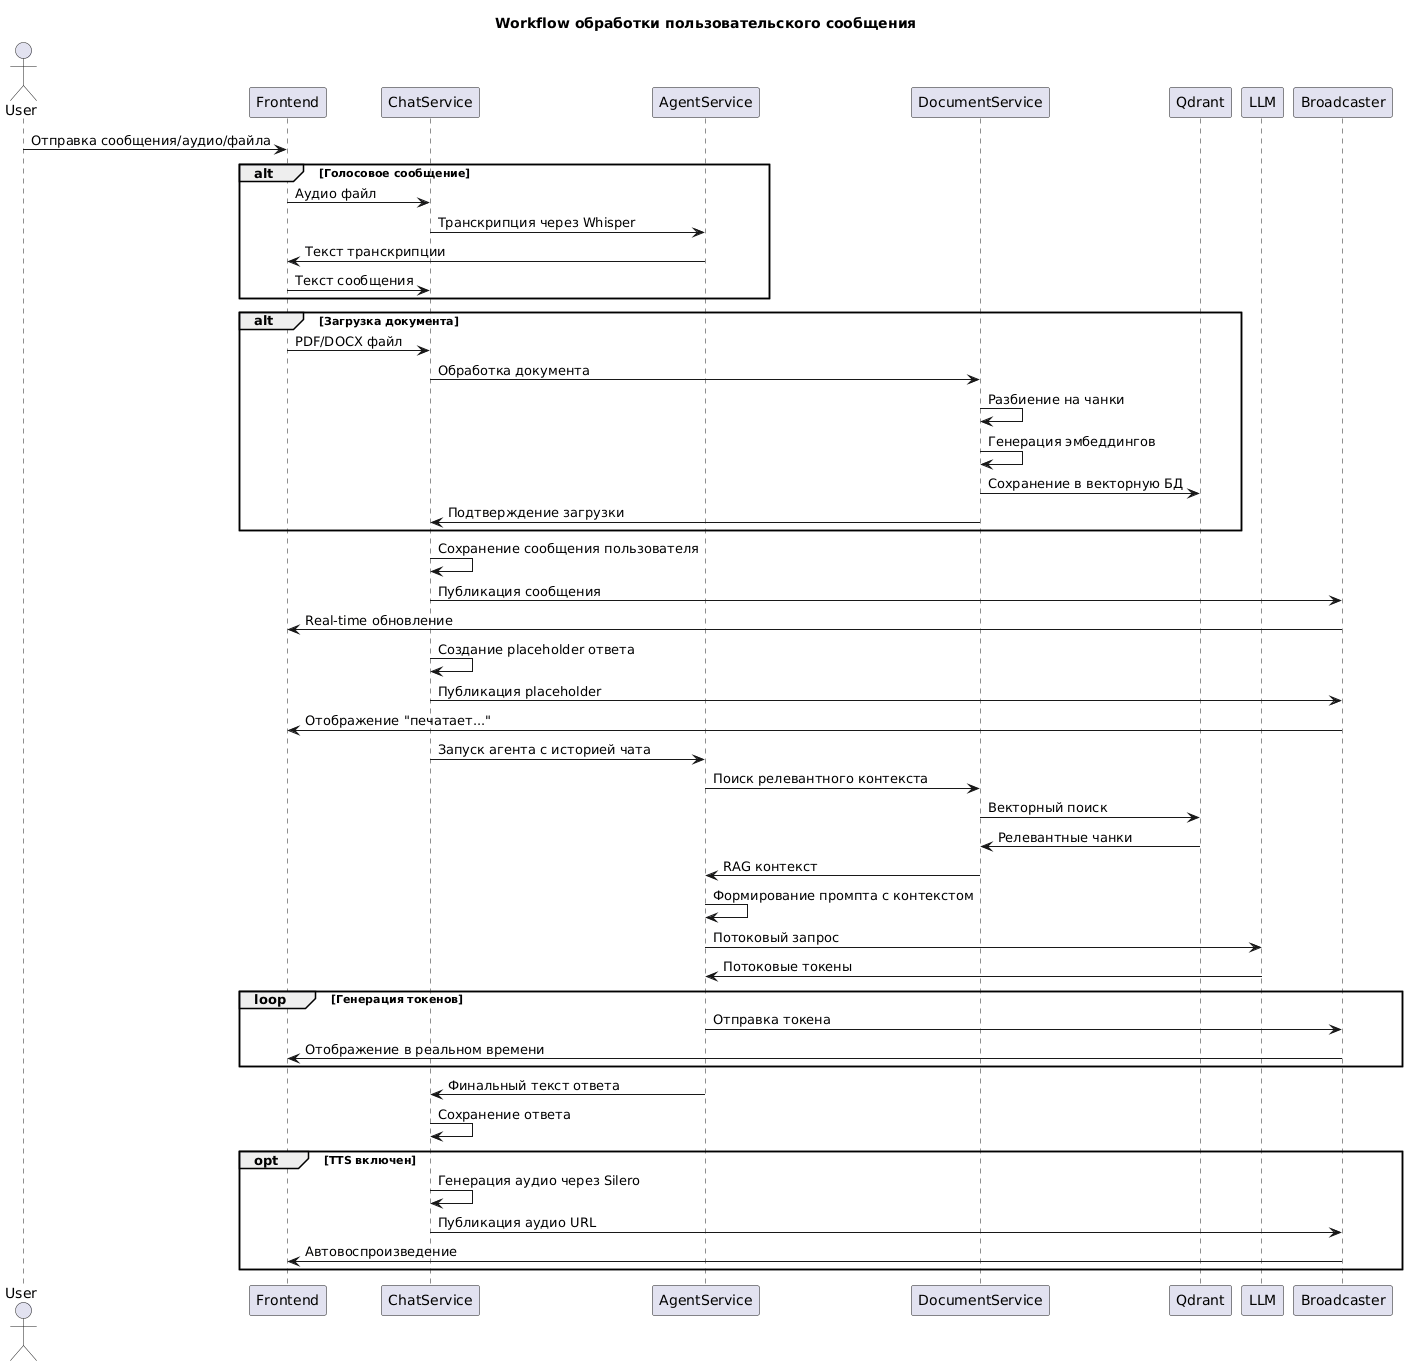 Workflow обработки пользовательского сообщения
User
Frontend
ChatService
AgentService
DocumentService
Qdrant
LLM
Broadcaster
Отправка сообщения/аудио/файла
alt [Голосовое сообщение]
Аудио файл
Транскрипция через Whisper
Текст транскрипции
Текст сообщения
alt [Загрузка документа]
PDF/DOCX файл
Обработка документа
Разбиение на чанки
Генерация эмбеддингов
Сохранение в векторную БД
Подтверждение загрузки
Сохранение сообщения пользователя
Публикация сообщения
Real-time обновление
Создание placeholder ответа
Публикация placeholder
Отображение "печатает..."
Запуск агента с историей чата
Поиск релевантного контекста
Векторный поиск
Релевантные чанки
RAG контекст
Формирование промпта с контекстом
Потоковый запрос
Потоковые токены
loop [Генерация токенов]
Отправка токена
Отображение в реальном времени
Финальный текст ответа
Сохранение ответа
opt [TTS включен]
Генерация аудио через Silero
Публикация аудио URL
Автовоспроизведение
User
Frontend
ChatService
AgentService
DocumentService
Qdrant
LLM
Broadcaster